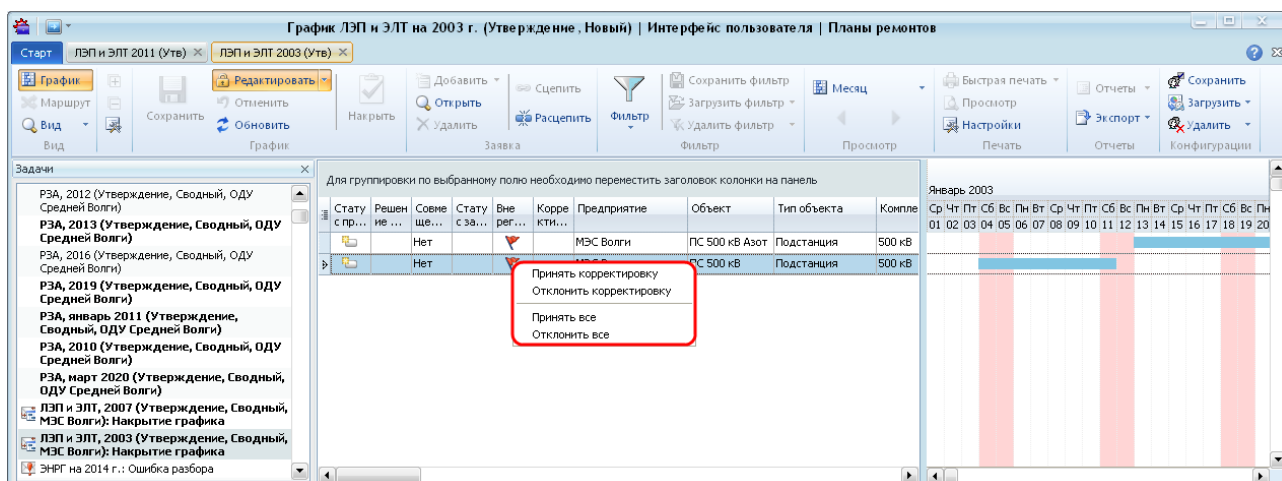 График ЛЭП и ЭЛТ на 2003 г. (Утверждение, Новый) | Интерфейс пользователя | Планы ремонтов
Старт ЛЭП и ЭЛТ 2011 (Утв) ЛЭП и ЭЛТ 2003 (Утв)
График Редактировать Добавить Сцепить Сохранить фильтр Месяц Быстрая печать Отчеты Сохранить
Маршрут Сохранить Отменить Накрыть Открыть Фильтр Загрузить фильтр Просмотр Загрузить
Вид Обновить Удалить Расцепить Удалить фильтр Настройки Экспорт Удалить
Вид График Заявка Фильтр Просмотр Печать Отчеты Конфигурации
Задачи
РЗА, 2012 (Утверждение, Сводный, ОДУ
Средней Волги)
РЗА, 2013 (Утверждение, Сводный, ОДУ
Средней Волги)
РЗА, 2016 (Утверждение, Сводный, ОДУ
Средней Волги)
РЗА, 2019 (Утверждение, Сводный, ОДУ
Средней Волги)
РЗА, январь 2011 (Утверждение,
Сводный, ОДУ Средней Волги)
РЗА, 2010 (Утверждение, Сводный, ОДУ
Средней Волги)
РЗА, март 2020 (Утверждение, Сводный,
ОДУ Средней Волги)
ЛЭП и ЭЛТ, 2007 (Утверждение, Сводный,
МЭС Волги): Накрытие графика
ЛЭП и ЭЛТ, 2003 (Утверждение, Сводный,
МЭС Волги): Накрытие графика
ЭНРГ на 2014 г.: Ошибка разбора
Для группировки по выбранному полю необходимо переместить заголовок колонки на панель
Стату Решен Совме Стату Вне Корре Предприятие Объект Тип объекта Компле
с пр... ие ... ще... с за... рег... кти...
Нет МЭС Волги ПС 500 кВ Азот Подстанция 500 кВ
Нет ПС 500 кВ Подстанция 500 кВ
Принять корректировку
Отклонить корректировку
Принять все
Отклонить все
Январь 2003
Ср Чт Пт Сб Вс Пн Вт Ср Чт Пт Сб Вс Пн Вт Ср Чт Пт Сб Вс Пн
01 02 03 04 05 06 07 08 09 10 11 12 13 14 15 16 17 18 19 20